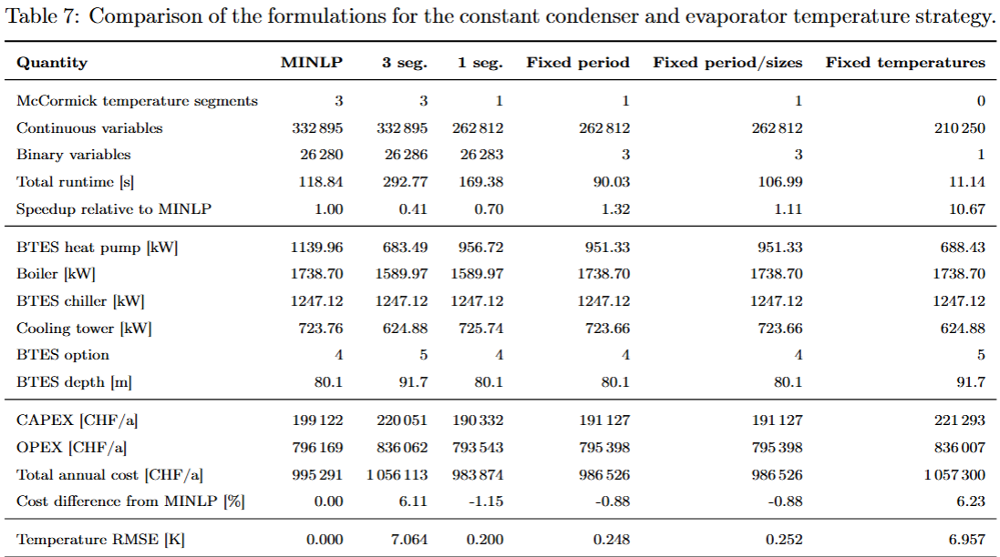 Table 7: Comparison of the formulations for the constant condenser and evaporator temperature strategy.
Quantity MINLP 3 seg. 1 seg. Fixed period Fixed period/sizes Fixed temperatures
McCormick temperature segments 3 3 1 1 1 0
Continuous variables 332 895 332 895 262 812 262 812 262 812 210 250
Binary variables 26 280 26 286 26 283 3 3 1
Total runtime [s] 118.84 292.77 169.38 90.03 106.99 11.14
Speedup relative to MINLP 1.00 0.41 0.70 1.32 1.11 10.67
BTES heat pump [kW] 1139.96 683.49 956.72 951.33 951.33 688.43
Boiler [kW] 1738.70 1589.97 1589.97 1738.70 1738.70 1738.70
BTES chiller [kW] 1247.12 1247.12 1247.12 1247.12 1247.12 1247.12
Cooling tower [kW] 723.76 624.88 725.74 723.66 723.66 624.88
BTES option 4 5 4 4 4 5
BTES depth [m] 80.1 91.7 80.1 80.1 80.1 91.7
CAPEX [CHF/a] 199 122 220 051 190 332 191 127 191 127 221 293
OPEX [CHF/a] 796 169 836 062 793 543 795 398 795 398 836 007
Total annual cost [CHF/a] 995 291 1 056 113 983 874 986 526 986 526 1 057 300
Cost difference from MINLP [%] 0.00 6.11 -1.15 -0.88 -0.88 6.23
Temperature RMSE [K] 0.000 7.064 0.200 0.248 0.252 6.957